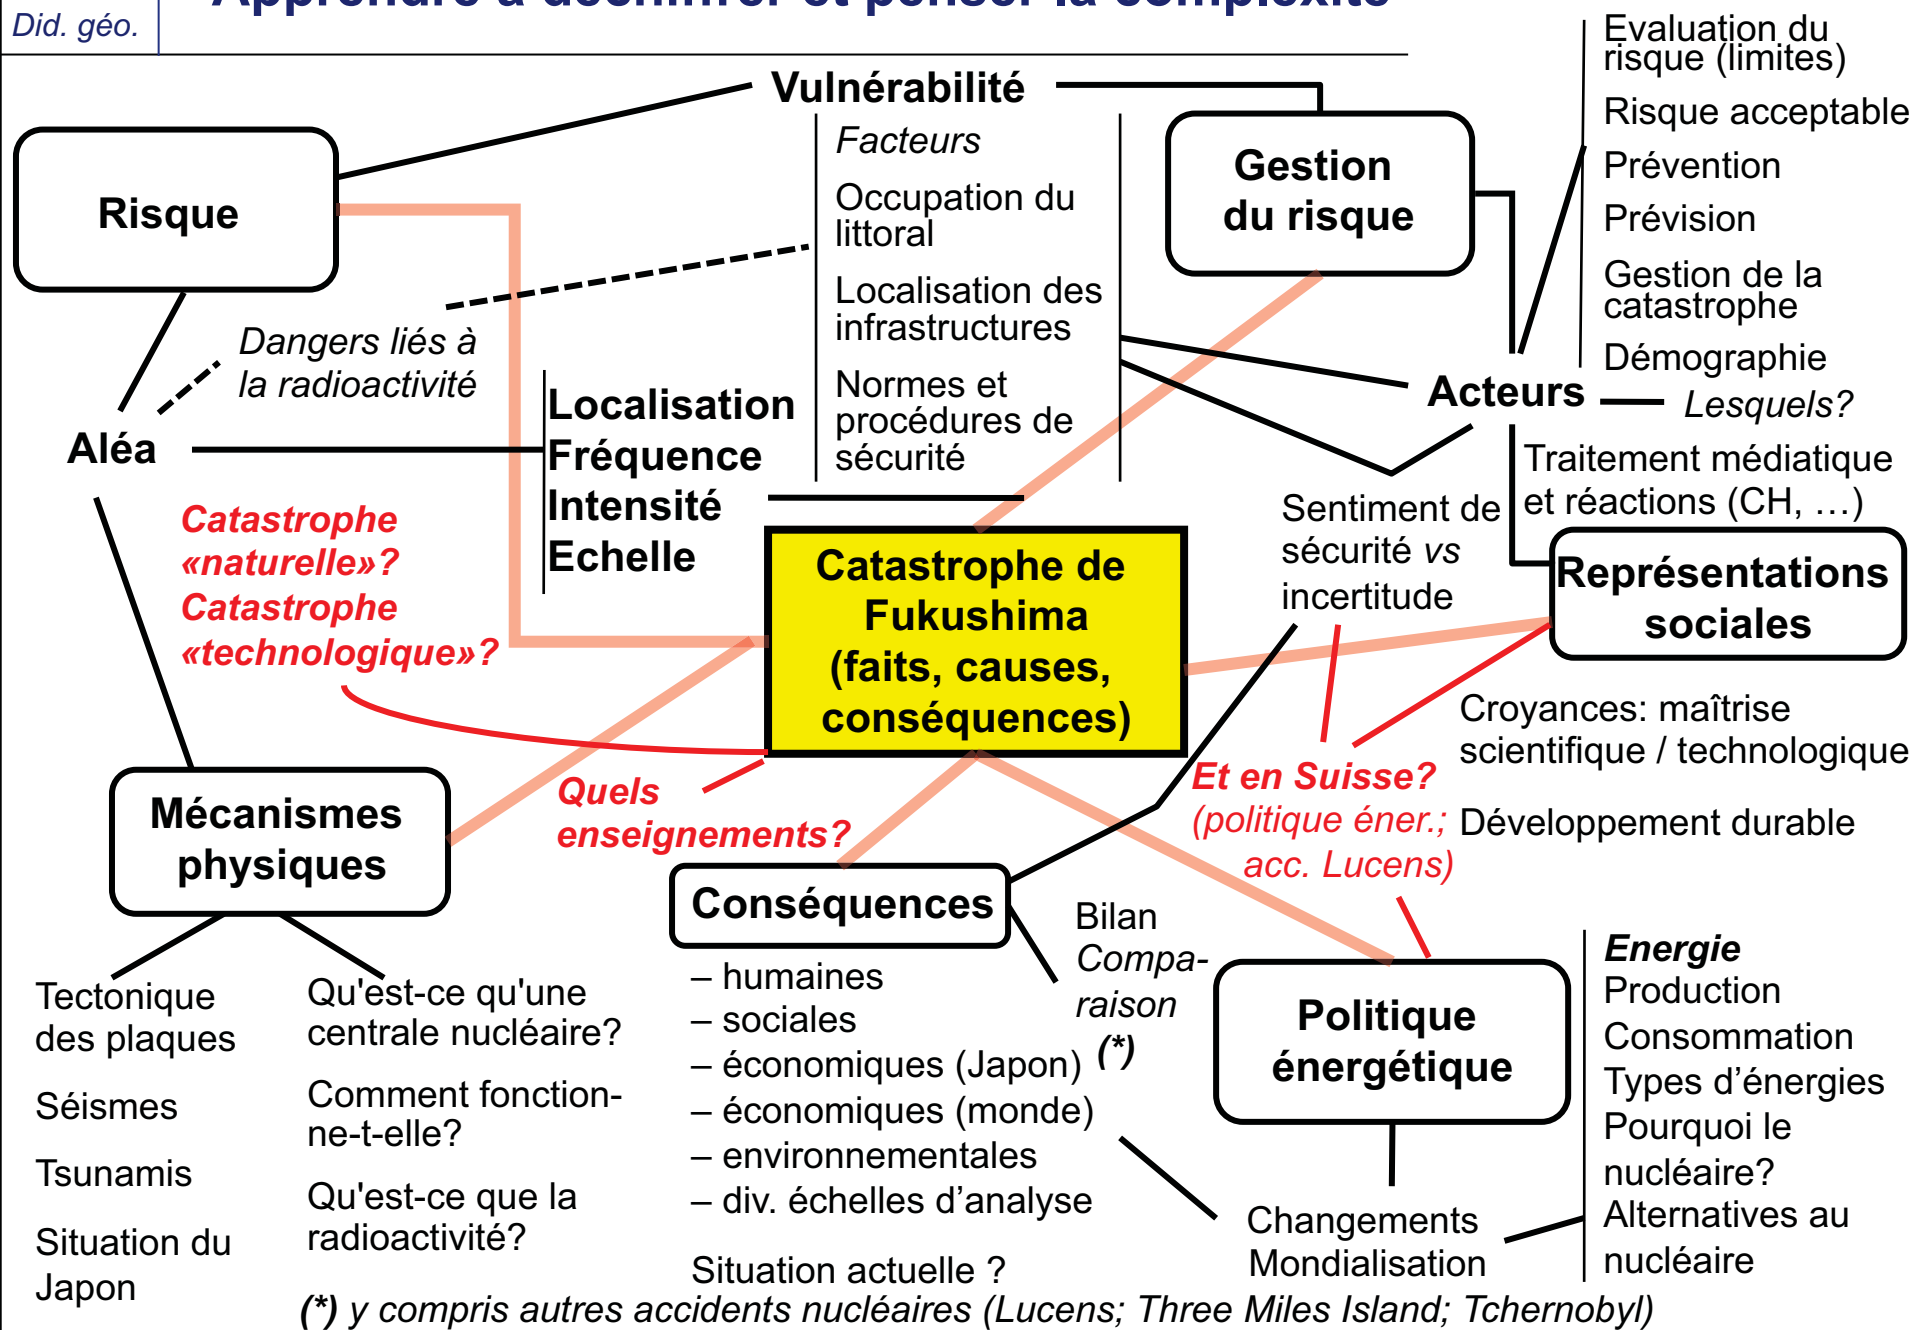 Did. géo.
Apprendre à déchiffrer et penser la complexité
Vulnérabilité
Facteurs
Occupation du
littoral
Localisation des
infrastructures
Normes et
procédures de
sécurité
Risque
Gestion
du risque
Evaluation du
risque (limites)
Risque acceptable
Prévention
Prévision
Gestion de la
catastrophe
Démographie
Acteurs
Lesquels?
Dangers liés à
la radioactivité
Aléa
Localisation
Fréquence
Intensité
Echelle
Catastrophe
«naturelle»?
Catastrophe
«technologique»?
Catastrophe de
Fukushima
(faits, causes,
conséquences)
Sentiment de
sécurité vs
incertitude
Traitement médiatique
et réactions (CH, …)
Représentations
sociales
Croyances: maîtrise
scientifique / technologique
Développement durable
Quels
enseignements?
Et en Suisse?
(politique éner.;
acc. Lucens)
Mécanismes
physiques
Tectonique
des plaques
Séismes
Tsunamis
Situation du
Japon
Qu'est-ce qu'une
centrale nucléaire?
Comment fonction-
ne-t-elle?
Qu'est-ce que la
radioactivité?
Conséquences
– humaines
– sociales
– économiques (Japon)
– économiques (monde)
– environnementales
– div. échelles d’analyse
Situation actuelle ?
Bilan
Compa-
raison
(*)
Politique
énergétique
Changements
Mondialisation
Energie
Production
Consommation
Types d’énergies
Pourquoi le
nucléaire?
Alternatives au
nucléaire
(*) y compris autres accidents nucléaires (Lucens; Three Miles Island; Tchernobyl)